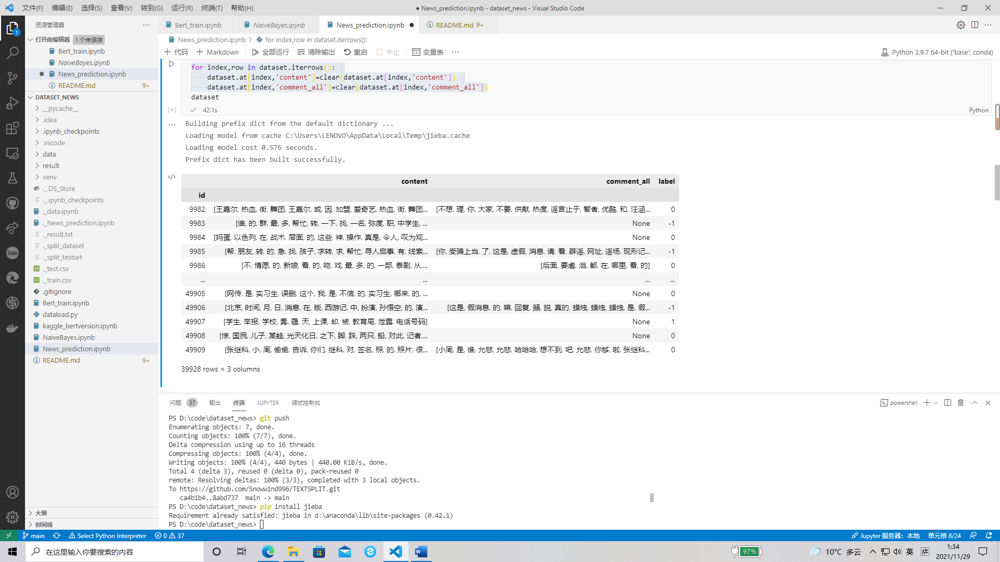 文件(F) 编辑(E) 选择(S) 查看(V) 转到(G) 运行(R) 终端(T) 帮助(H) ● News_prediction.ipynb - dataset_news - Visual Studio Code
资源管理器 ···
Bert_train.ipynb NaiveBayes.ipynb News_prediction.ipynb ● README.md 9+
打开的编辑器 1 个未保存
News_prediction.ipynb > for index,row in dataset.iterrows():
Bert_train.ipynb
+ 代码 + Markdown 全部运行 清除输出 重启 中止 变量表 ··· Python 3.9.7 64-bit ('base': conda)
NaiveBayes.ipynb
News_prediction.ipynb
README.md 9+
DATASET_NEWS
__pycache__
.idea
.ipynb_checkpoints
.vscode
data
result
venv
._.DS_Store
._.ipynb_checkpoints
._data.ipynb
._News_prediction.ipynb
._result.txt
._split_dataset
._split_testset
._test.csv
._train.csv
.gitignore
Bert_train.ipynb
dataload.py
kaggle_bertversion.ipynb
NaiveBayes.ipynb
News_prediction.ipynb
README.md 9+
大纲
时间线
1
Json
for index,row in dataset.iterrows():
dataset.at[index,'content']=clear(dataset.at[index,'content'])
dataset.at[index,'comment_all']=clear(dataset.at[index,'comment_all'])
dataset
[6] 42.1s Python
Building prefix dict from the default dictionary ...
Loading model from cache C:\Users\LENOVO\AppData\Local\Temp\jieba.cache
Loading model cost 0.576 seconds.
Prefix dict has been built successfully.
content comment_all label
id
9982 [王嘉尔, 热血, 街, 舞团, 王嘉尔, 或, 因, 加盟, 爱奇艺, 热血, 街, 舞团... [不想, 理, 你, 大家, 不要, 供献, 热度, 谣言止于, 智者, 优酷, 和, 汪涵... 0
9983 [谁, 的, 群, 最, 多, 帮忙, 转, 一下, 找, 一名, 弥度, 职, 中学生, ... None -1
9984 [妈蛋, 以色列, 在, 战术, 层面, 的, 这些, 神, 操作, 真是, 令人, 叹为观... None 0
9985 [帮, 朋友, 转, 的, 急, 找, 孩子, 求转, 求, 帮忙, 寻人启事, 有, 线索... [你, 受骗上当, 了, 这是, 虚假, 消息, 请, 看, 辟谣, 网址, 谣场, 现形记... -1
9986 [不, 情愿, 的, 新娘, 看, 的, 吻, 戏, 最, 多, 的, 一部, 泰剧, 从,... [后面, 要虐, 泪, 都, 在, 哪里, 看, 的] 0
... ... ... ...
49905 [网传, 是, 实习生, 误删, 这个, 我, 是, 不信, 的, 实习生, 哪来, 的, ... None 0
49906 [北京, 时间, 月, 日, 消息, 在, 版, 西游记, 中, 扮演, 孙悟空, 的, 演... [这是, 假消息, 的, 嘛, 回复, 顔, 鋭, 真的, 蜡烛, 蜡烛, 蜡烛, 是, 假... -1
49907 [学生, 举报, 学校, 雾, 霾, 天, 上课, 却, 被, 教育局, 泄露, 电话号码] None 1
49908 [惊, 国民, 儿子, 某蛙, 光天化日, 之下, 脚, 踩, 两只, 船, 对此, 记者,... None 0
49909 [张继科, 小, 周, 偷偷, 告诉, 你们, 继科, 对, 签名, 照, 的, 照片, 很... [小周, 是, 谁, 允悲, 允悲, 哈哈哈, 想不到, 吧, 允悲, 你够, 啦, 张继科... 0
39928 rows × 3 columns
问题 37 输出 终端 JUPYTER 调试控制台 powershell
PS D:\code\dataset_news> git push
Enumerating objects: 7, done.
Counting objects: 100% (7/7), done.
Delta compression using up to 16 threads
Compressing objects: 100% (4/4), done.
Writing objects: 100% (4/4), 440 bytes | 440.00 KiB/s, done.
Total 4 (delta 3), reused 0 (delta 0), pack-reused 0
remote: Resolving deltas: 100% (3/3), completed with 3 local objects.
To https://github.com/Snowwind996/TEXTSPLIT.git
ca4b1b4..8abd737 main -> main
PS D:\code\dataset_news> pip install jieba
Requirement already satisfied: jieba in d:\anaconda\lib\site-packages (0.42.1)
PS D:\code\dataset_news>
main Select Python Interpreter 0 37 Jupyter 服务器: 本地 单元格 8/24
在这里输入你要搜索的内容 97% 10°C 多云 英 拼 1:34
2021/11/29